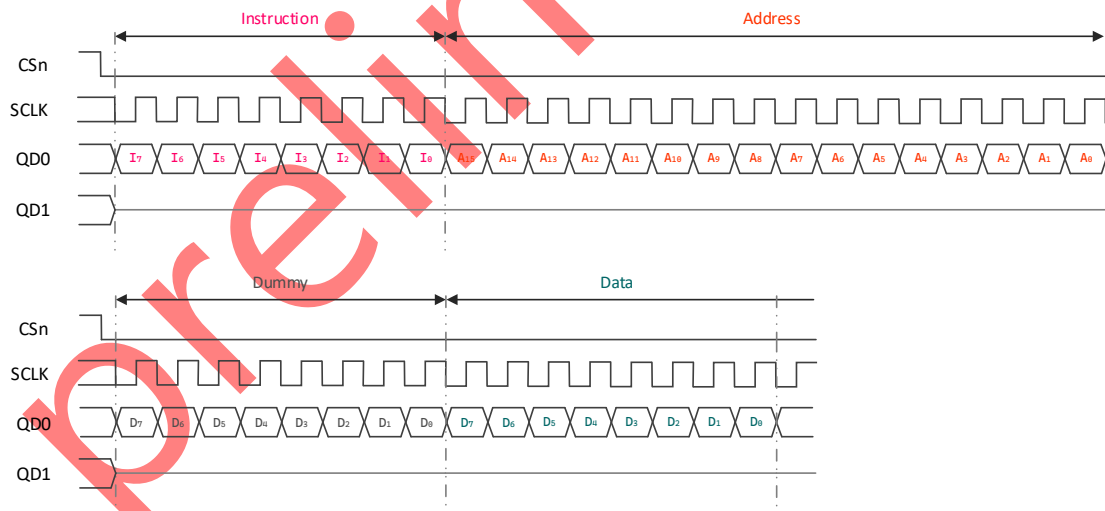 Instruction Address
CSn
SCLK
QD0 I7 I6 I5 I4 I3 I2 I1 I0 A15 A14 A13 A12 A11 A10 A9 A8 A7 A6 A5 A4 A3 A2 A1 A0
QD1
Dummy Data
CSn
SCLK
QD0 D7 D6 D5 D4 D3 D2 D1 D0 D7 D6 D5 D4 D3 D2 D1 D0
QD1
prelin